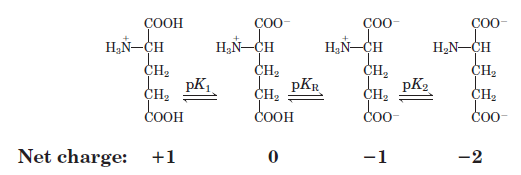 COOH COO⁻ COO⁻ COO⁻
H₃N⁺—CH H₃N⁺—CH H₃N⁺—CH H₂N—CH
CH₂ CH₂ CH₂ CH₂
pK₁ pK_R pK₂
CH₂ CH₂ CH₂ CH₂
COOH COOH COO⁻ COO⁻
Net charge: +1 0 −1 −2